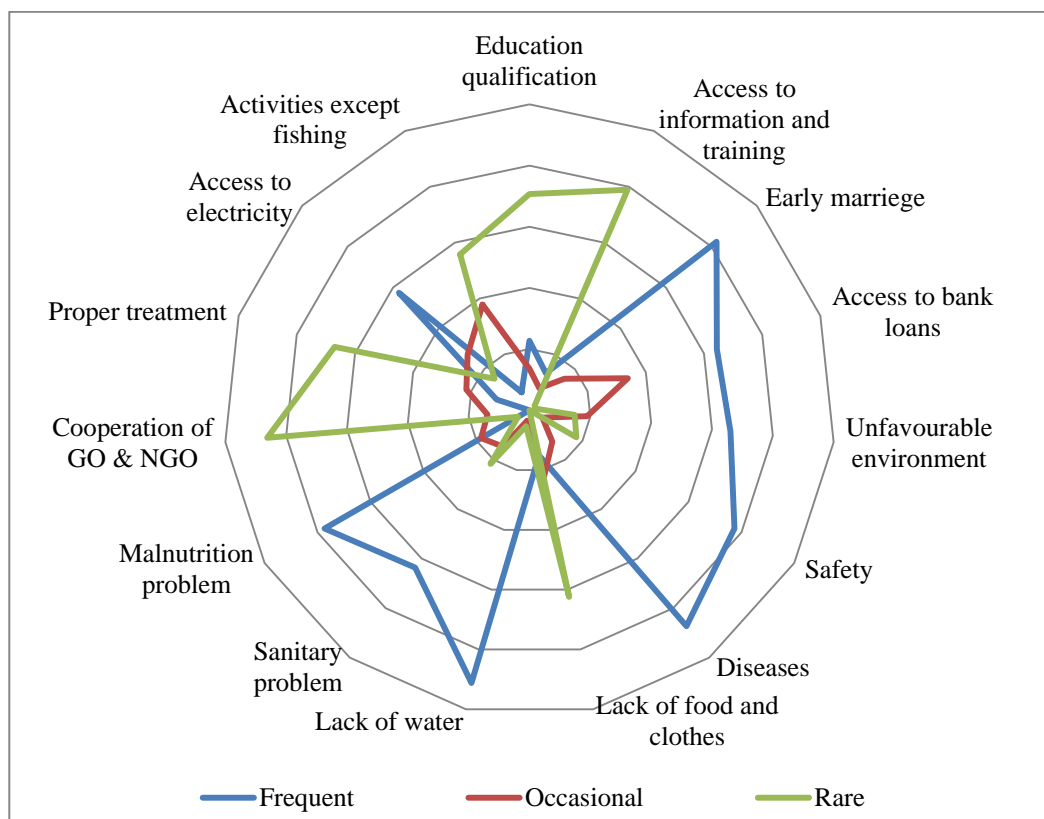 Education
qualification
Access to
information and
training
Early marriege
Access to bank
loans
Unfavourable
environment
Safety
Diseases
Lack of food and
clothes
Lack of water
Sanitary
problem
Malnutrition
problem
Cooperation of
GO & NGO
Proper treatment
Access to
electricity
Activities except
fishing
Frequent
Occasional
Rare